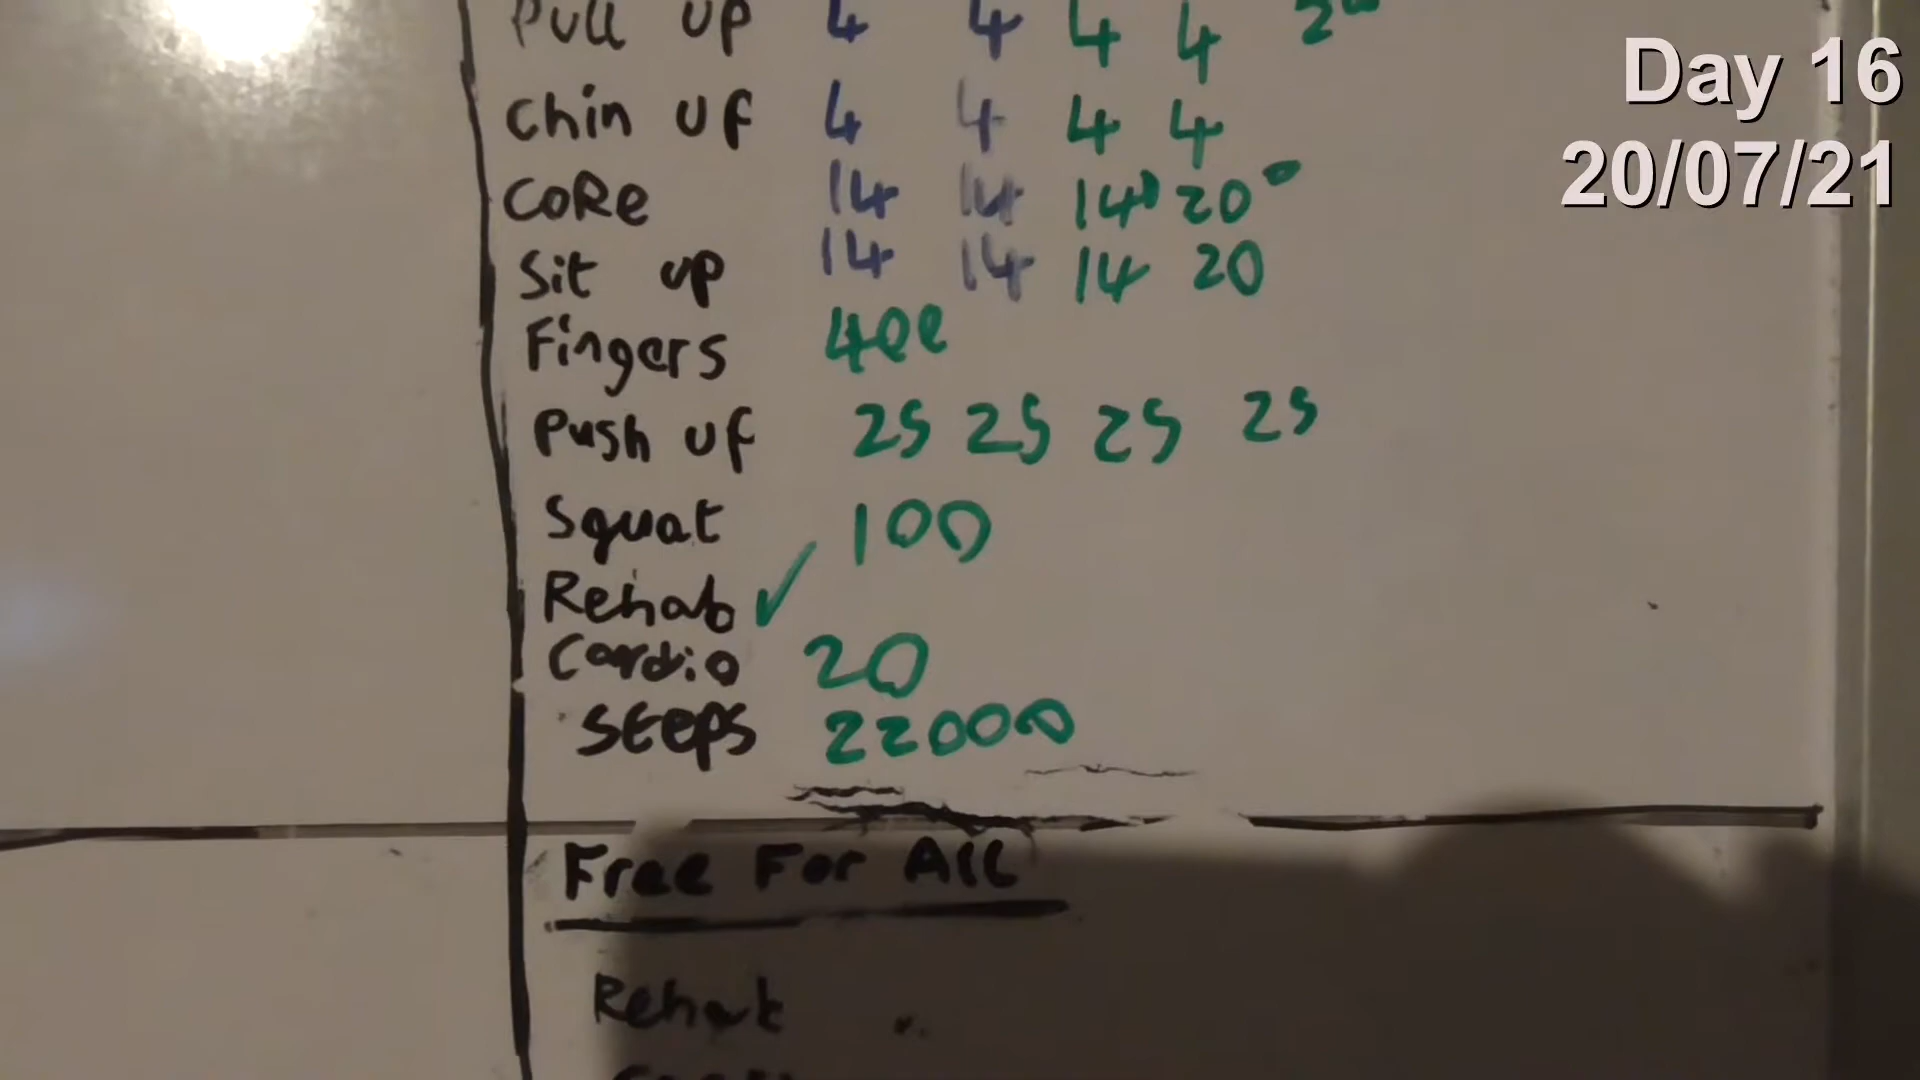 Pull up 4 4 4 4
Day 16
20/07/21
Chin up 4 4 4 4
CoRe 14 14 14 20
Sit up 14 14 14 20
Fingers 400
Push up 25 25 25 25
Squat 100
Rehab ✓
Cardio 20
Steps 22000
Free For All
Rehab